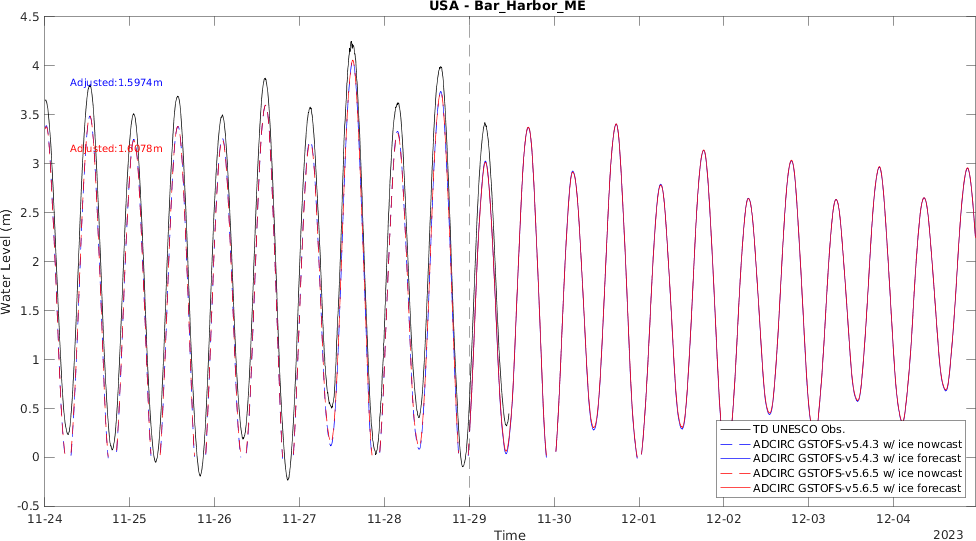 USA - Bar_Harbor_ME
4.5
4
3.5
3
2.5
2
1.5
1
0.5
0
-0.5
Water Level (m)
Adjusted:1.5974m
Adjusted:1.6078m
TD UNESCO Obs.
ADCIRC GSTOFS-v5.4.3 w/ ice nowcast
ADCIRC GSTOFS-v5.4.3 w/ ice forecast
ADCIRC GSTOFS-v5.6.5 w/ ice nowcast
ADCIRC GSTOFS-v5.6.5 w/ ice forecast
11-24 11-25 11-26 11-27 11-28 11-29 11-30 12-01 12-02 12-03 12-04
Time
2023